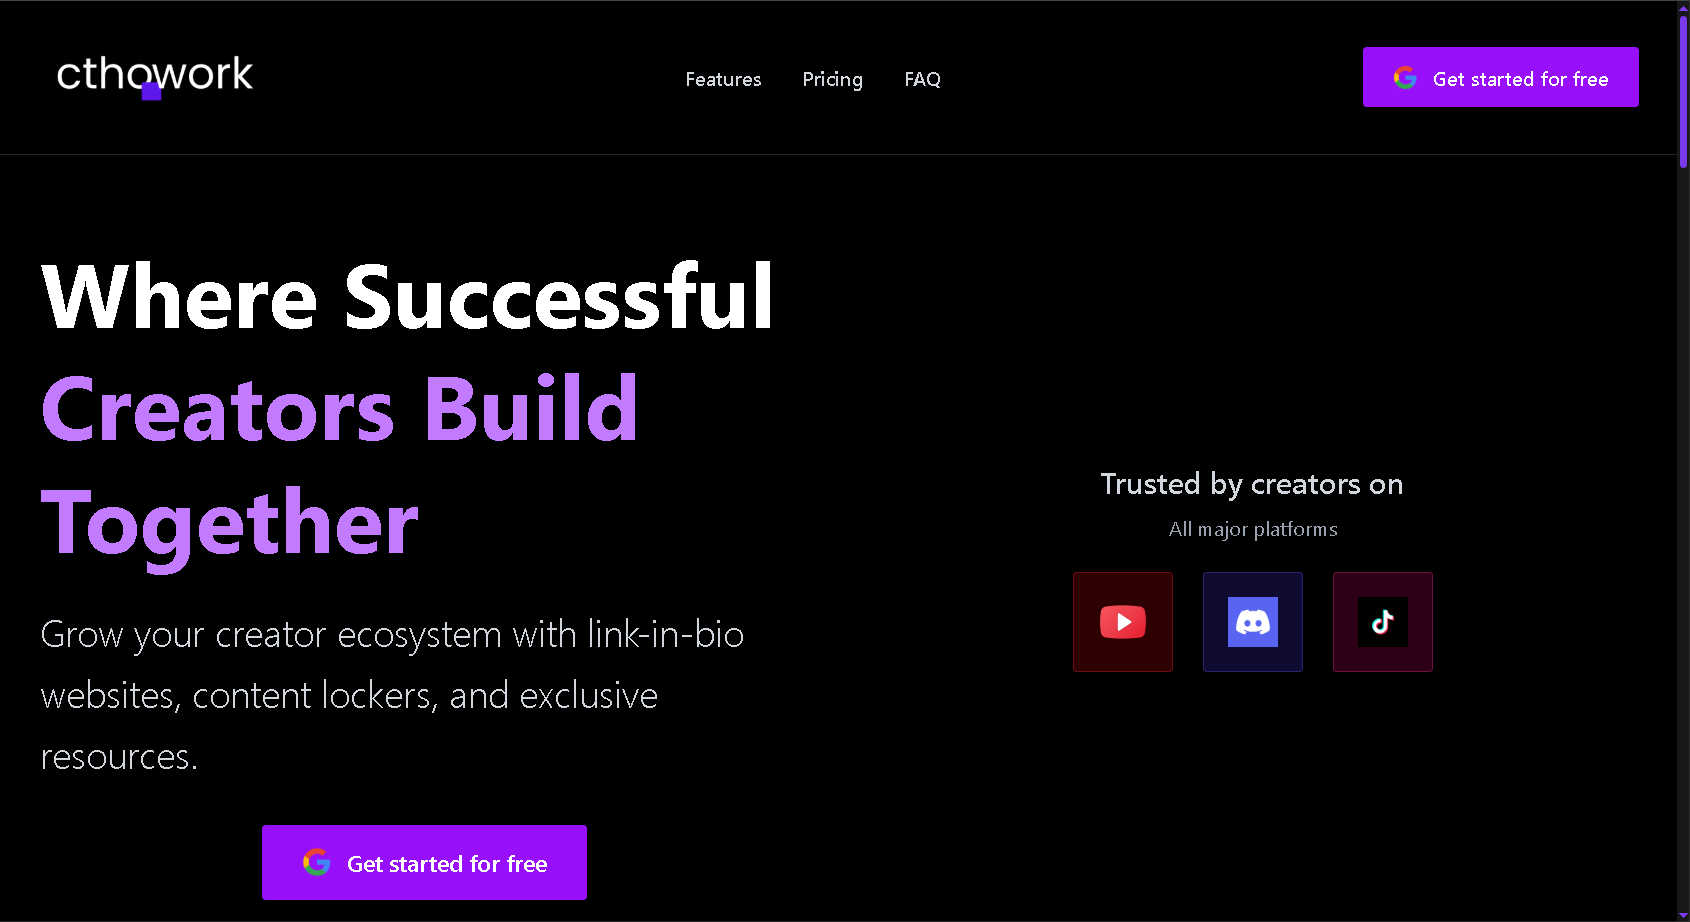 cthowork
Features
Pricing
FAQ
Get started for free
Where Successful
Creators Build
Together
Grow your creator ecosystem with link-in-bio
websites, content lockers, and exclusive
resources.
Get started for free
Trusted by creators on
All major platforms